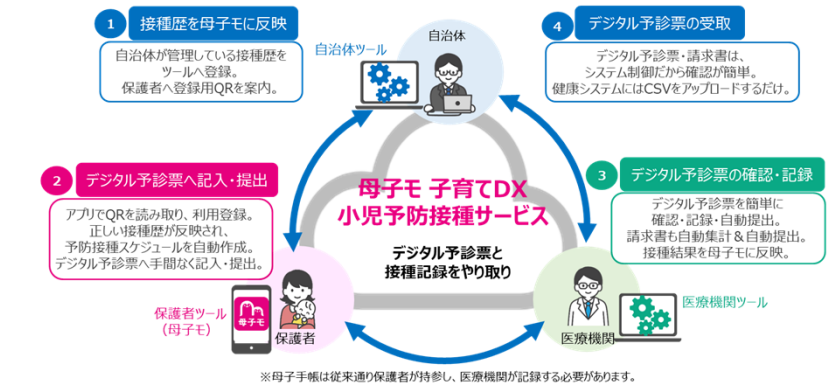 1 接種歴を母子モに反映
自治体が管理している接種歴を
ツールへ登録。
保護者へ登録用QRを案内。
自治体ツール
自治体
4 デジタル予診票の受取
デジタル予診票・請求書は、
システム制御だから確認が簡単。
健康システムにはCSVをアップロードするだけ。
2 デジタル予診票へ記入・提出
アプリでQRを読み取り、利用登録。
正しい接種歴が反映され、
予防接種スケジュールを自動作成。
デジタル予診票へ手間なく記入・提出。
母子モ 子育てDX
小児予防接種サービス
デジタル予診票と
接種記録をやり取り
3 デジタル予診票の確認・記録
デジタル予診票を簡単に
確認・記録・自動提出。
請求書も自動集計＆自動提出。
接種結果を母子モに反映。
保護者ツール
(母子モ)
母子モ
保護者
医療機関
医療機関ツール
※母子手帳は従来通り保護者が持参し、医療機関が記録する必要があります。